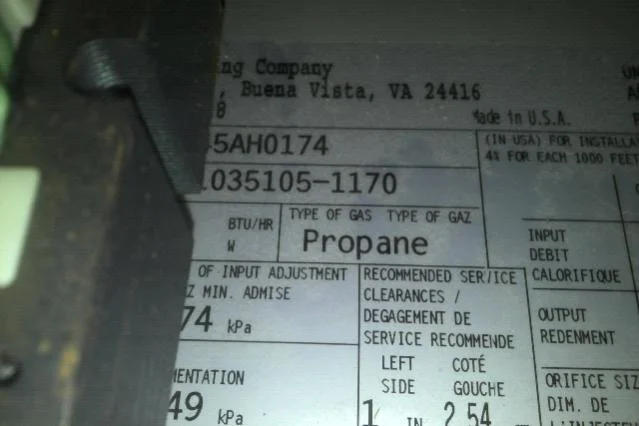 ng Company
, Buena Vista, VA 24416
8
Made in U.S.A.
5AH0174
(IN USA) FOR INSTALLA
4% FOR EACH 1000 FEET
035105-1170
BTU/HR
W
TYPE OF GAS TYPE OF GAZ
Propane
INPUT
DEBIT
CALORIFIQUE
OF INPUT ADJUSTMENT
Z MIN. ADMISE
74 kPa
RECOMMENDED SERVICE
CLEARANCES /
DEGAGEMENT DE
SERVICE RECOMMENDE
OUTPUT
REDENMENT
MENTATION
49 kPa
LEFT COTÉ
SIDE GOUCHE
1 IN 2.54
ORIFICE SIZ
DIM. DE
L'INJECTE